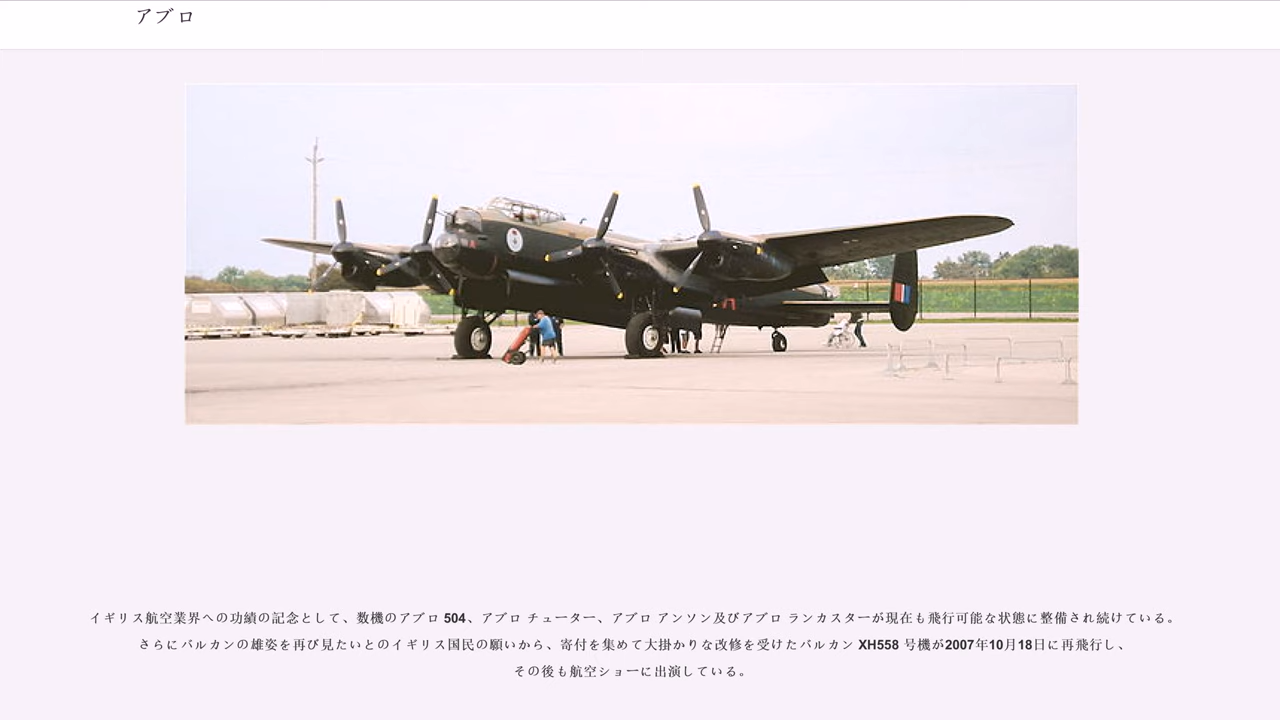 アブロ
イギリス航空業界への功績の記念として、数機のアブロ 504、アブロ チューター、アブロ アンソン及びアブロ ランカスターが現在も飛行可能な状態に整備され続けている。
さらにバルカンの雄姿を再び見たいとのイギリス国民の願いから、寄付を集めて大掛かりな改修を受けたバルカン XH558 号機が2007年10月18日に再飛行し、
その後も航空ショーに出演している。